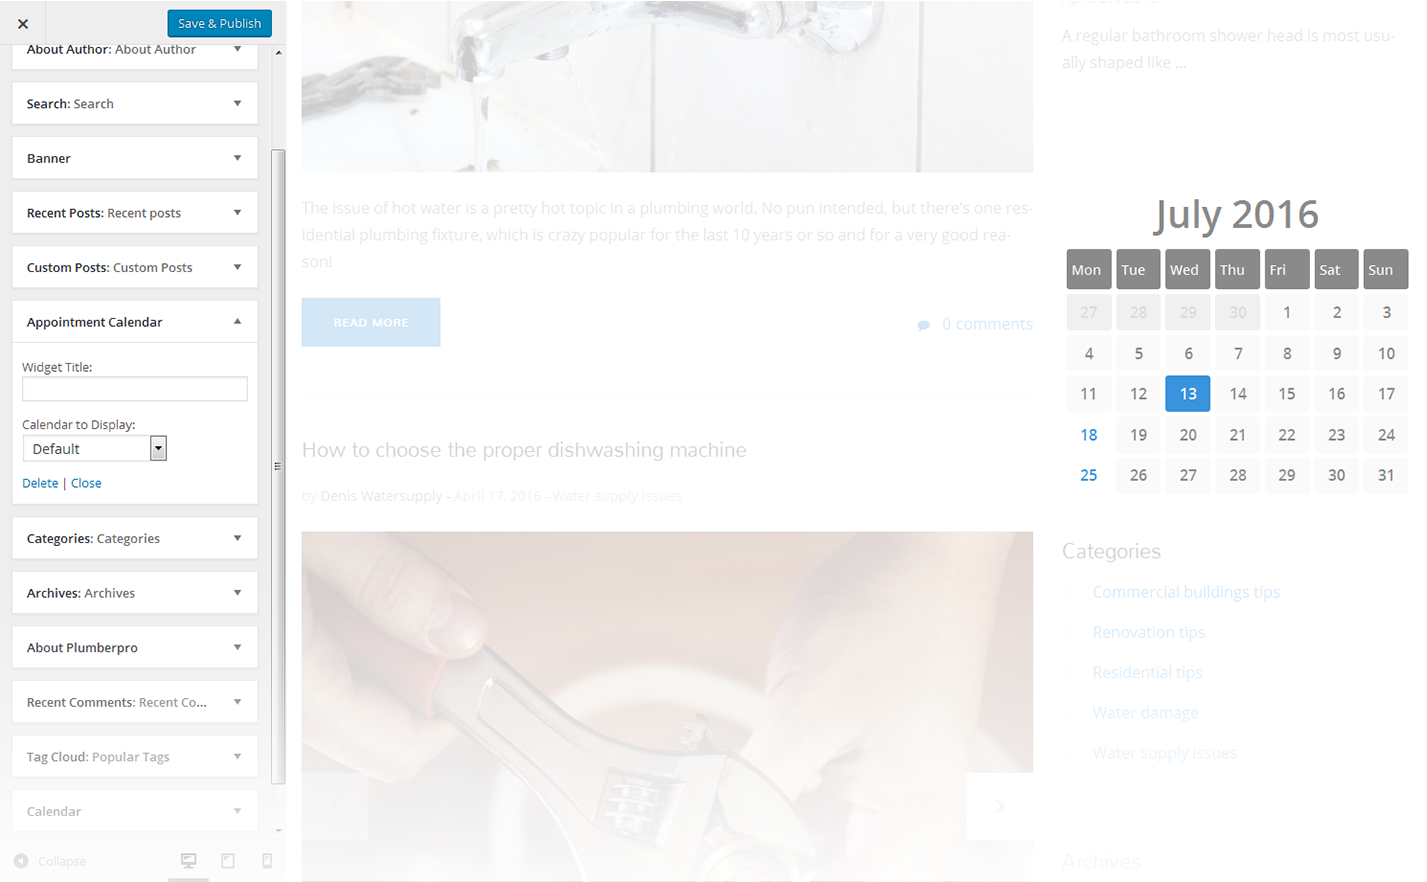 Save & Publish
About Author: About Author
Search: Search
Banner
Recent Posts: Recent posts
Custom Posts: Custom Posts
Appointment Calendar
Widget Title:
Calendar to Display:
Default
Delete | Close
Categories: Categories
Archives: Archives
About Plumberpro
Recent Comments: Recent Co...
Tag Cloud: Popular Tags
Calendar
Collapse
The issue of hot water is a pretty hot topic in a plumbing world. No pun intended, but there's one res-
idential plumbing fixture, which is crazy popular for the last 10 years or so and for a very good rea-
son!
READ MORE
0 comments
How to choose the proper dishwashing machine
by Denis Watersupply – April 17, 2016 – Water supply issues
A regular bathroom shower head is most usu-
ally shaped like ...
July 2016
Mon Tue Wed Thu Fri Sat Sun
27 28 29 30 1 2 3
4 5 6 7 8 9 10
11 12 13 14 15 16 17
18 19 20 21 22 23 24
25 26 27 28 29 30 31
Categories
Commercial buildings tips
Renovation tips
Residential tips
Water damage
Water supply issues
Archives